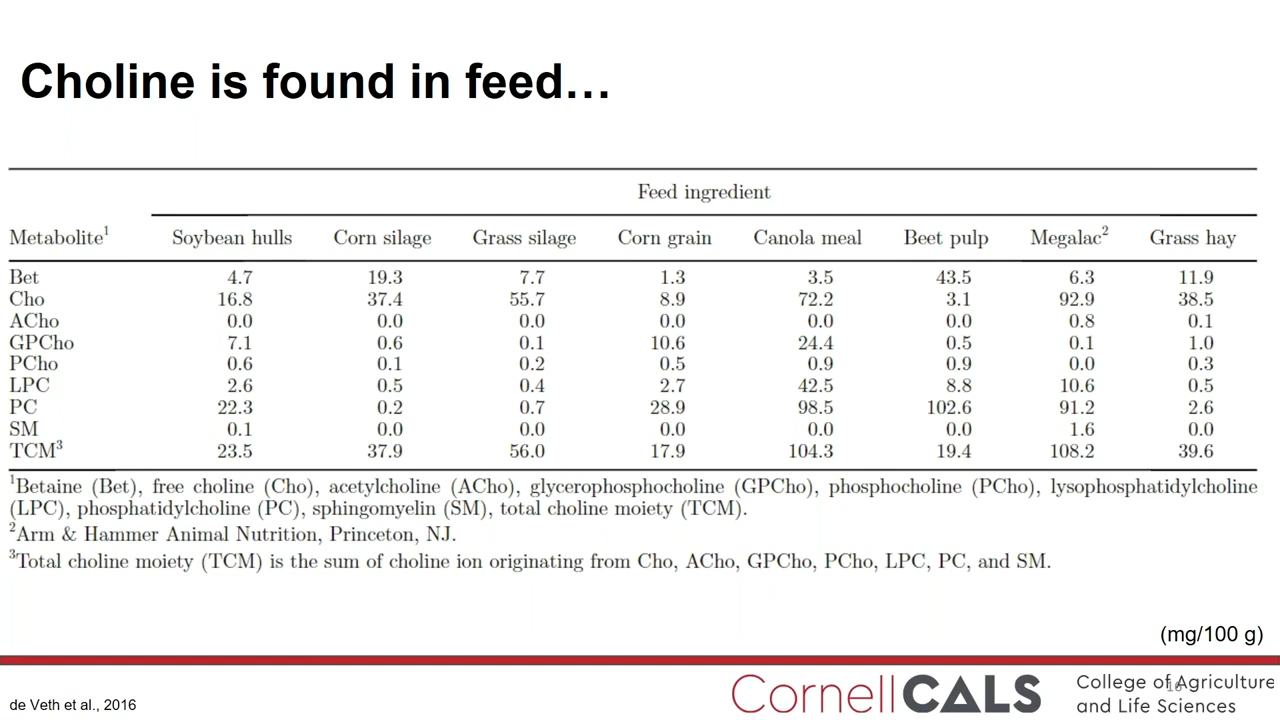 Choline is found in feed…
Feed ingredient
Metabolite1 Soybean hulls Corn silage Grass silage Corn grain Canola meal Beet pulp Megalac2 Grass hay
Bet 4.7 19.3 7.7 1.3 3.5 43.5 6.3 11.9
Cho 16.8 37.4 55.7 8.9 72.2 3.1 92.9 38.5
ACho 0.0 0.0 0.0 0.0 0.0 0.0 0.8 0.1
GPCho 7.1 0.6 0.1 10.6 24.4 0.5 0.1 1.0
PCho 0.6 0.1 0.2 0.5 0.9 0.9 0.0 0.3
LPC 2.6 0.5 0.4 2.7 42.5 8.8 10.6 0.5
PC 22.3 0.2 0.7 28.9 98.5 102.6 91.2 2.6
SM 0.1 0.0 0.0 0.0 0.0 0.0 1.6 0.0
TCM3 23.5 37.9 56.0 17.9 104.3 19.4 108.2 39.6
1Betaine (Bet), free choline (Cho), acetylcholine (ACho), glycerophosphocholine (GPCho), phosphocholine (PCho), lysophosphatidylcholine
(LPC), phosphatidylcholine (PC), sphingomyelin (SM), total choline moiety (TCM).
2Arm & Hammer Animal Nutrition, Princeton, NJ.
3Total choline moiety (TCM) is the sum of choline ion originating from Cho, ACho, GPCho, PCho, LPC, PC, and SM.
(mg/100 g)
de Veth et al., 2016
CornellCALS
College of Agriculture
and Life Sciences